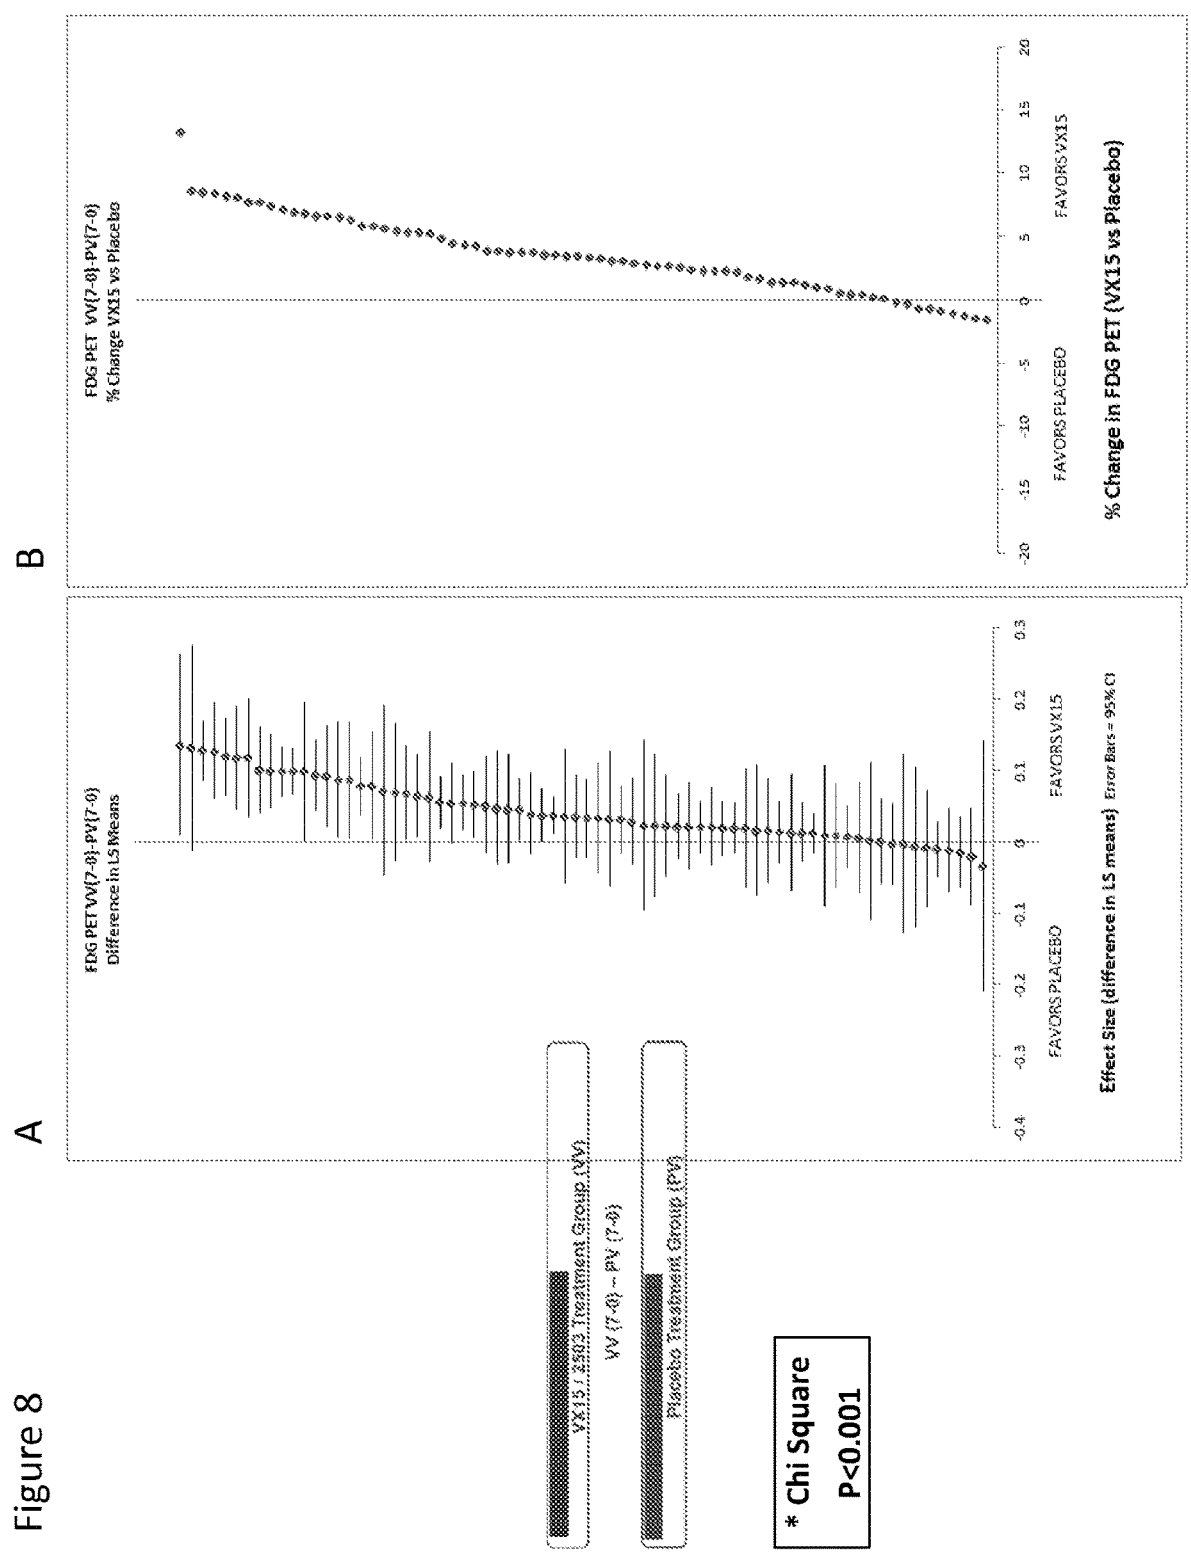 Figure 8
A
FDG PET VV(7-0)-PV(7-0)
Difference in LS Means
-0.4
-0.3
-0.2
-0.1
0
0.1
0.2
0.3
FAVORS PLACEBO
FAVORS VX15
Effect Size (difference in LS means) Error Bars = 95% CI
B
FDG PET VV(7-0)-PV(7-0)
% Change VX15 vs Placebo
-20
-15
-10
-5
0
5
10
15
20
FAVORS PLACEBO
FAVORS VX15
% Change in FDG PET (VX15 vs Placebo)
VX15 / 2503 Treatment Group (VV)
VV (7-0) – PV (7-0)
Placebo Treatment Group (PV)
* Chi Square
P<0.001